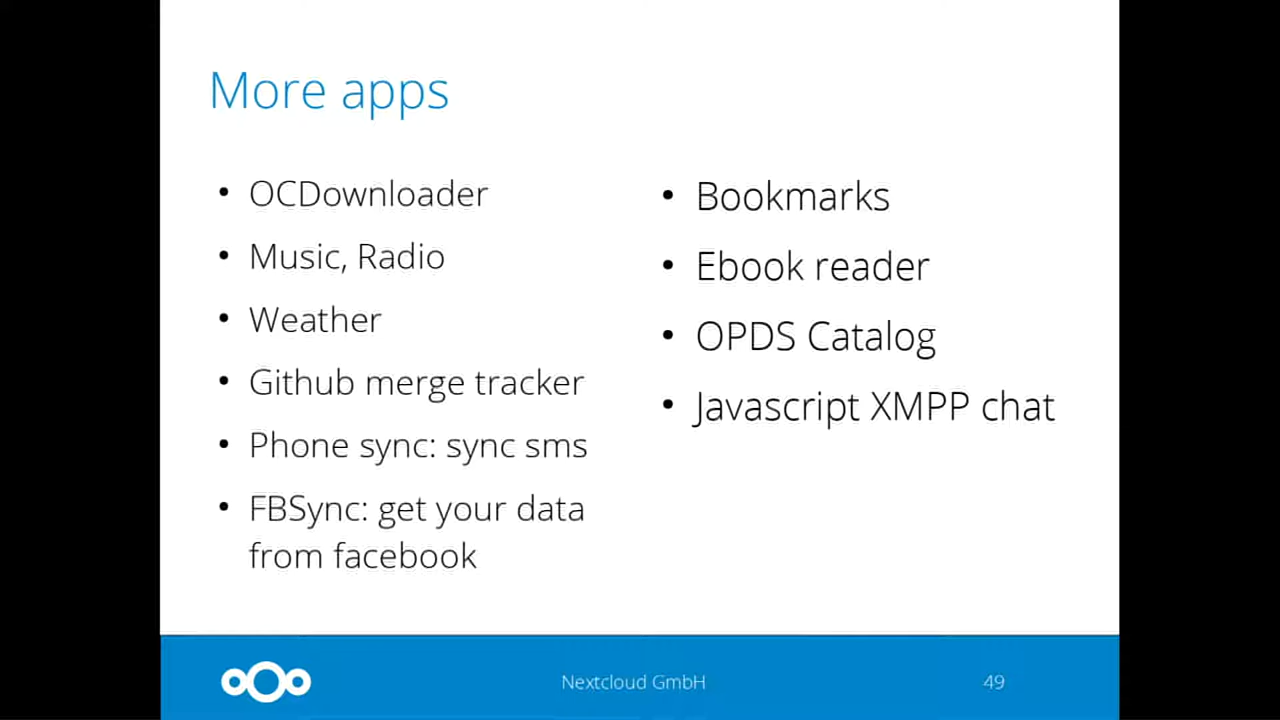 More apps
• OCDownloader
• Music, Radio
• Weather
• Github merge tracker
• Phone sync: sync sms
• FBSync: get your data
from facebook
• Bookmarks
• Ebook reader
• OPDS Catalog
• Javascript XMPP chat
Nextcloud GmbH
49